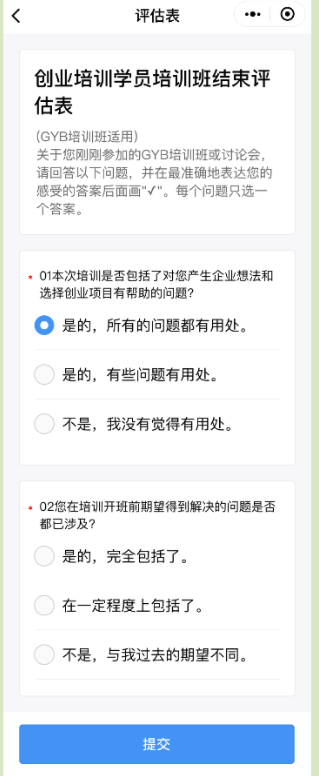 评估表
创业培训学员培训班结束评
估表
(GYB培训班适用)
关于您刚刚参加的GYB培训班或讨论会，
请回答以下问题，并在最准确地表达您的
感受的答案后面画"✓"。每个问题只选一
个答案。
* 01本次培训是否包括了对您产生企业想法和
选择创业项目有帮助的问题?
是的，所有的问题都有用处。
是的，有些问题有用处。
不是，我没有觉得有用处。
* 02您在培训开班前期望得到解决的问题是否
都已涉及?
是的，完全包括了。
在一定程度上包括了。
不是，与我过去的期望不同。
提交